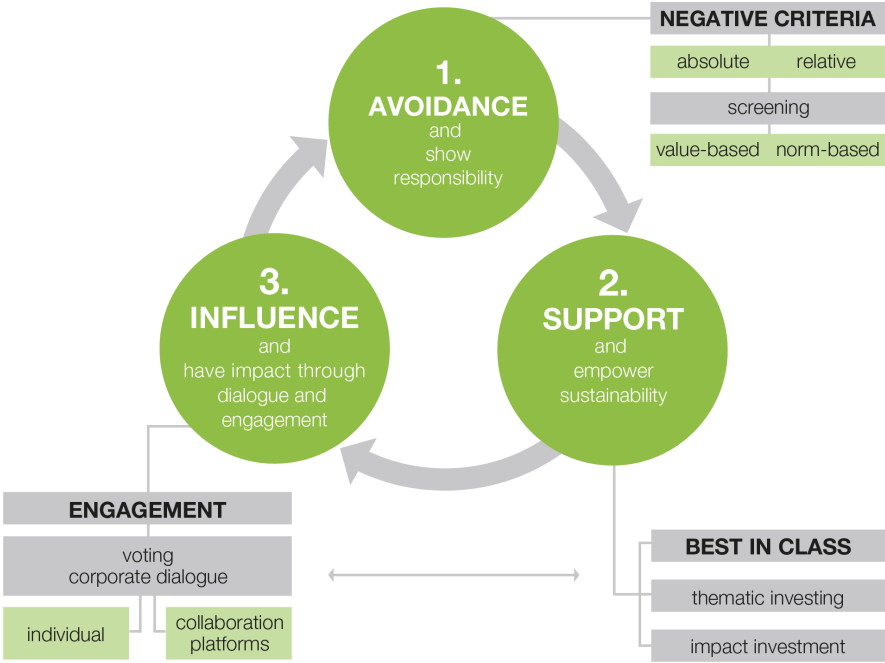 1.
AVOIDANCE
and
show
responsibility
NEGATIVE CRITERIA
absolute
relative
screening
value-based
norm-based
2.
SUPPORT
and
empower
sustainability
BEST IN CLASS
thematic investing
impact investment
3.
INFLUENCE
and
have impact through
dialogue and
engagement
ENGAGEMENT
voting
corporate dialogue
individual
collaboration
platforms